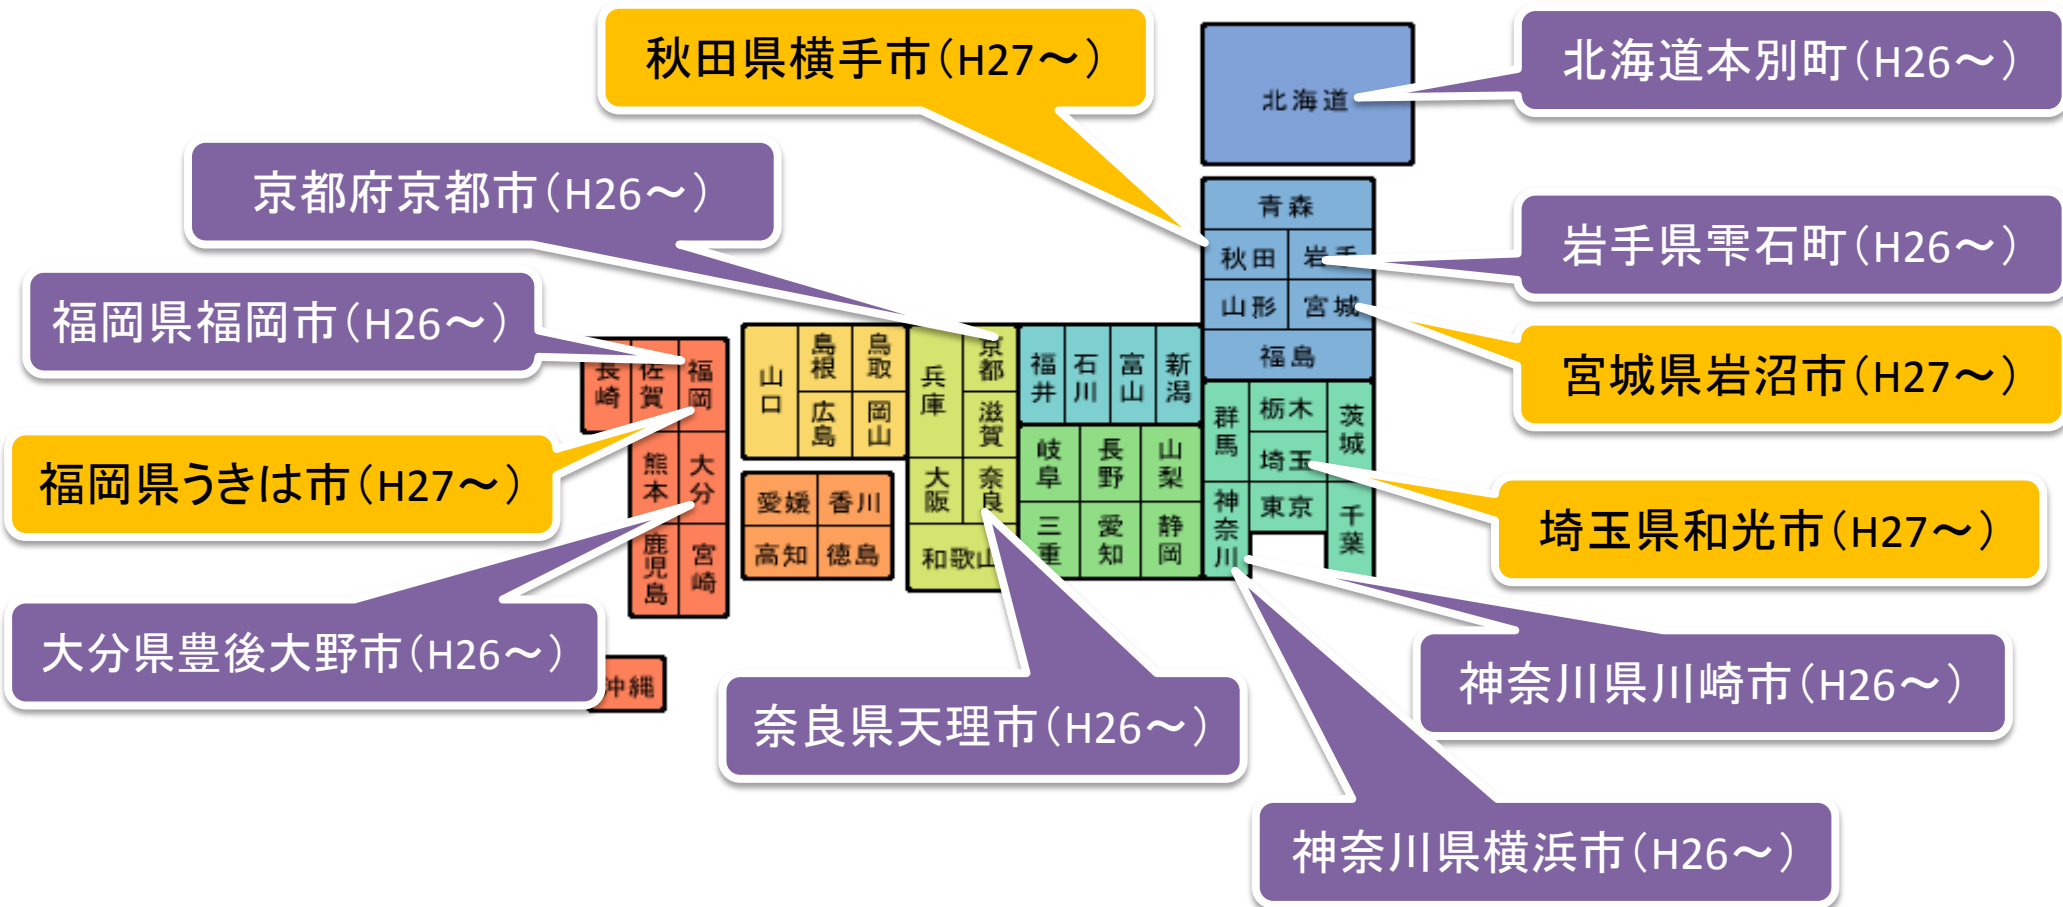 秋田県横手市(H27~)
北海道本別町(H26~)
北海道
京都府京都市(H26~)
青森
岩手県雫石町(H26~)
秋田
岩手
福岡県福岡市(H26~)
山形
宮城
宮城県岩沼市(H27~)
福島
長崎
佐賀
福岡
山口
島根
鳥取
兵庫
京都
福井
石川
富山
新潟
広島
岡山
滋賀
群馬
栃木
茨城
福岡県うきは市(H27~)
熊本
大分
愛媛
香川
大阪
奈良
岐阜
長野
山梨
埼玉
埼玉県和光市(H27~)
神奈川
東京
千葉
鹿児島
宮崎
高知
徳島
和歌山
三重
愛知
静岡
大分県豊後大野市(H26~)
沖縄
奈良県天理市(H26~)
神奈川県川崎市(H26~)
神奈川県横浜市(H26~)